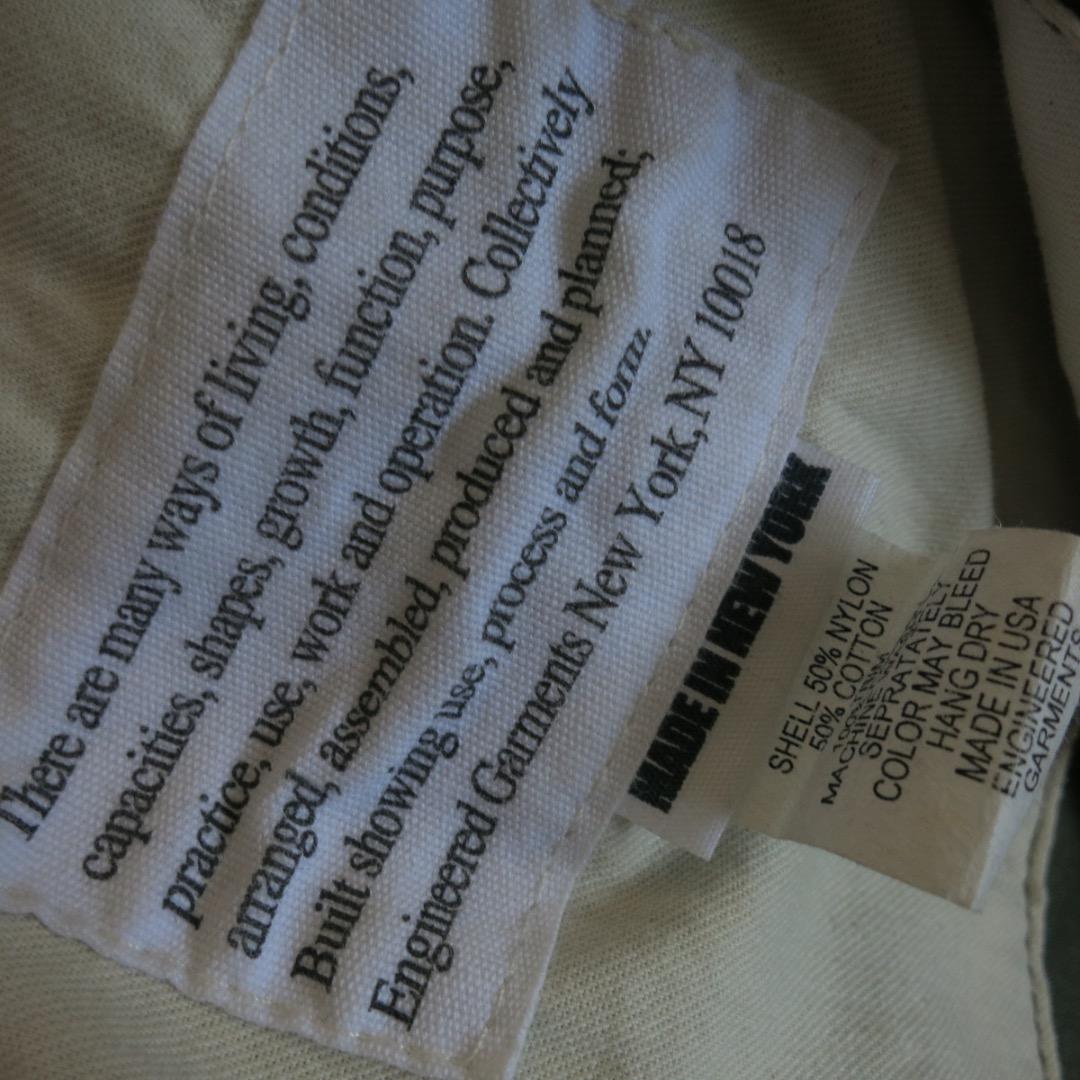 There are many ways of living, conditions,
capacities, shapes, growth, function, purpose,
practice, use, work and operation. Collectively
arranged, assembled, produced and planned;
Built showing use, process and form.
Engineered Garments New York, NY 10018
MADE IN NEW YORK
SHELL 50% NYLON
50% COTTON
MACHINE
SEPRATATELY
COLOR MAY BLEED
HANG DRY
MADE IN USA
ENGINEERED
GARMENTS